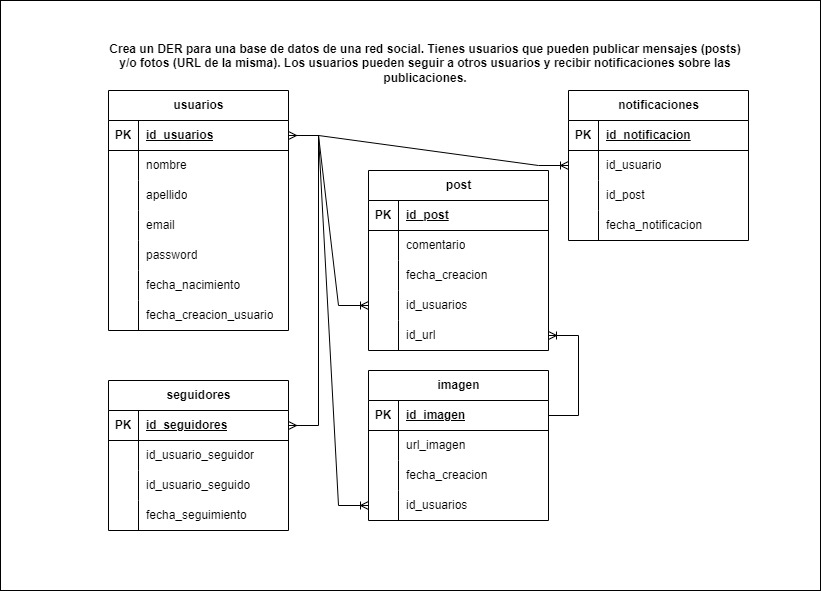 Crea un DER para una base de datos de una red social. Tienes usuarios que pueden publicar mensajes (posts)
y/o fotos (URL de la misma). Los usuarios pueden seguir a otros usuarios y recibir notificaciones sobre las
publicaciones.
usuarios
PK id_usuarios
nombre
apellido
email
password
fecha_nacimiento
fecha_creacion_usuario
notificaciones
PK id_notificacion
id_usuario
id_post
fecha_notificacion
post
PK id_post
comentario
fecha_creacion
id_usuarios
id_url
seguidores
PK id_seguidores
id_usuario_seguidor
id_usuario_seguido
fecha_seguimiento
imagen
PK id_imagen
url_imagen
fecha_creacion
id_usuarios